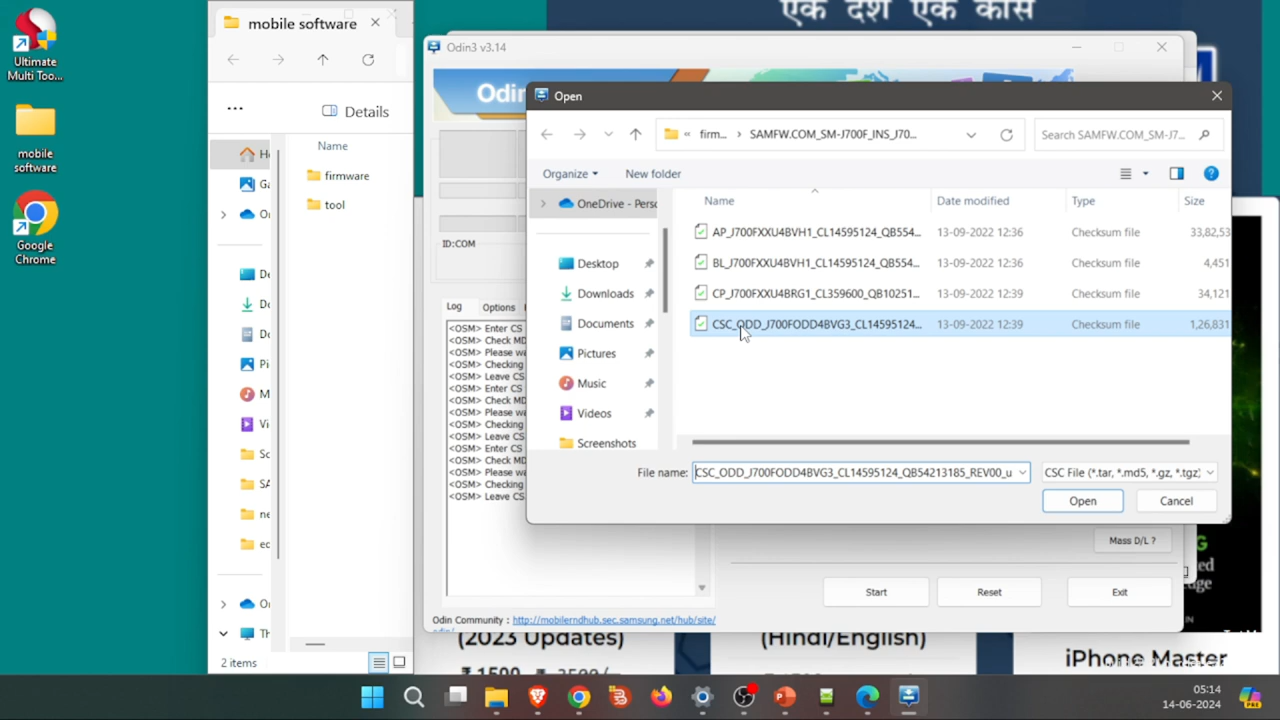 एक देश एक कोर्स
Ultimate
Multi Too...
mobile
software
Google
Chrome
mobile software
Details
Name
firmware
tool
2 items
Odin3 v3.14
ID:COM
Log
Options
<OSM> Enter CS
<OSM> Check MD
<OSM> Please wa
<OSM> Checking
<OSM> Leave CS
<OSM> Enter CS
<OSM> Check MD
<OSM> Please wa
<OSM> Checking
<OSM> Leave CS
<OSM> Enter CS
<OSM> Check MD
<OSM> Please wa
<OSM> Checking
<OSM> Leave CS
Open
« firm... › SAMFW.COM_SM-J700F_INS_J70...
Search SAMFW.COM_SM-J7...
Organize
New folder
OneDrive - Perso
Desktop
Downloads
Documents
Pictures
Music
Videos
Screenshots
Name Date modified Type Size
AP_J700FXXU4BVH1_CL14595124_QB554... 13-09-2022 12:36 Checksum file 33,82,53
BL_J700FXXU4BVH1_CL14595124_QB554... 13-09-2022 12:36 Checksum file 4,451
CP_J700FXXU4BRG1_CL359600_QB10251... 13-09-2022 12:39 Checksum file 34,121
CSC_ODD_J700FODD4BVG3_CL14595124... 13-09-2022 12:39 Checksum file 1,26,831
File name: CSC_ODD_J700FODD4BVG3_CL14595124_QB54213185_REV00_u
CSC File (*.tar, *.md5, *.gz, *.tgz)
Open
Cancel
Mass D/L ?
Start
Reset
Exit
Odin Community : http://mobilerndhub.sec.samsung.net/hub/site/
odin/
(2023 Updates)
(Hindi/English)
iPhone Master
05:14
14-06-2024
PRE